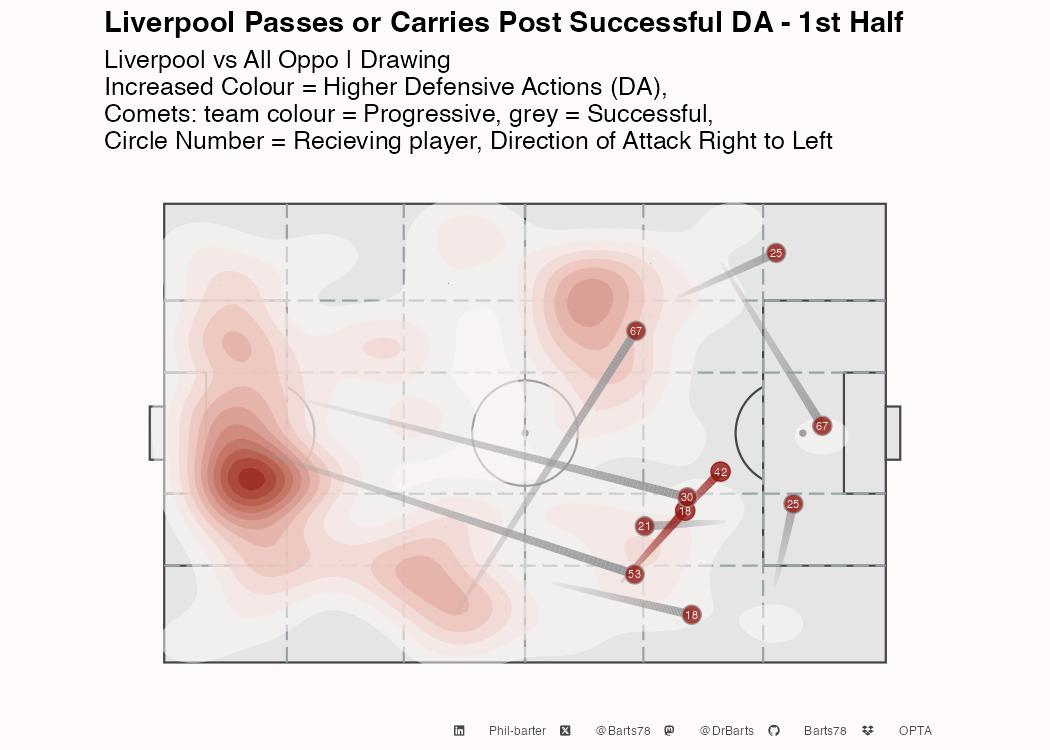 Liverpool Passes or Carries Post Successful DA - 1st Half
Liverpool vs All Oppo | Drawing
Increased Colour = Higher Defensive Actions (DA),
Comets: team colour = Progressive, grey = Successful,
Circle Number = Recieving player, Direction of Attack Right to Left
25
67
67
42
30
25
18
21
53
18
Phil-barter @Barts78 @DrBarts Barts78 OPTA